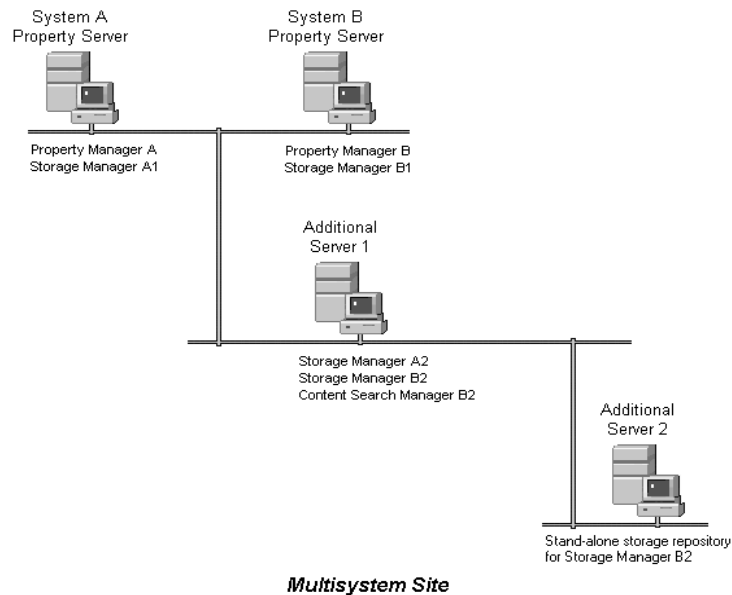 System A
Property Server
System B
Property Server
Property Manager A
Storage Manager A1
Property Manager B
Storage Manager B1
Additional
Server 1
Storage Manager A2
Storage Manager B2
Content Search Manager B2
Additional
Server 2
Stand-alone storage repository
for Storage Manager B2
Multisystem Site